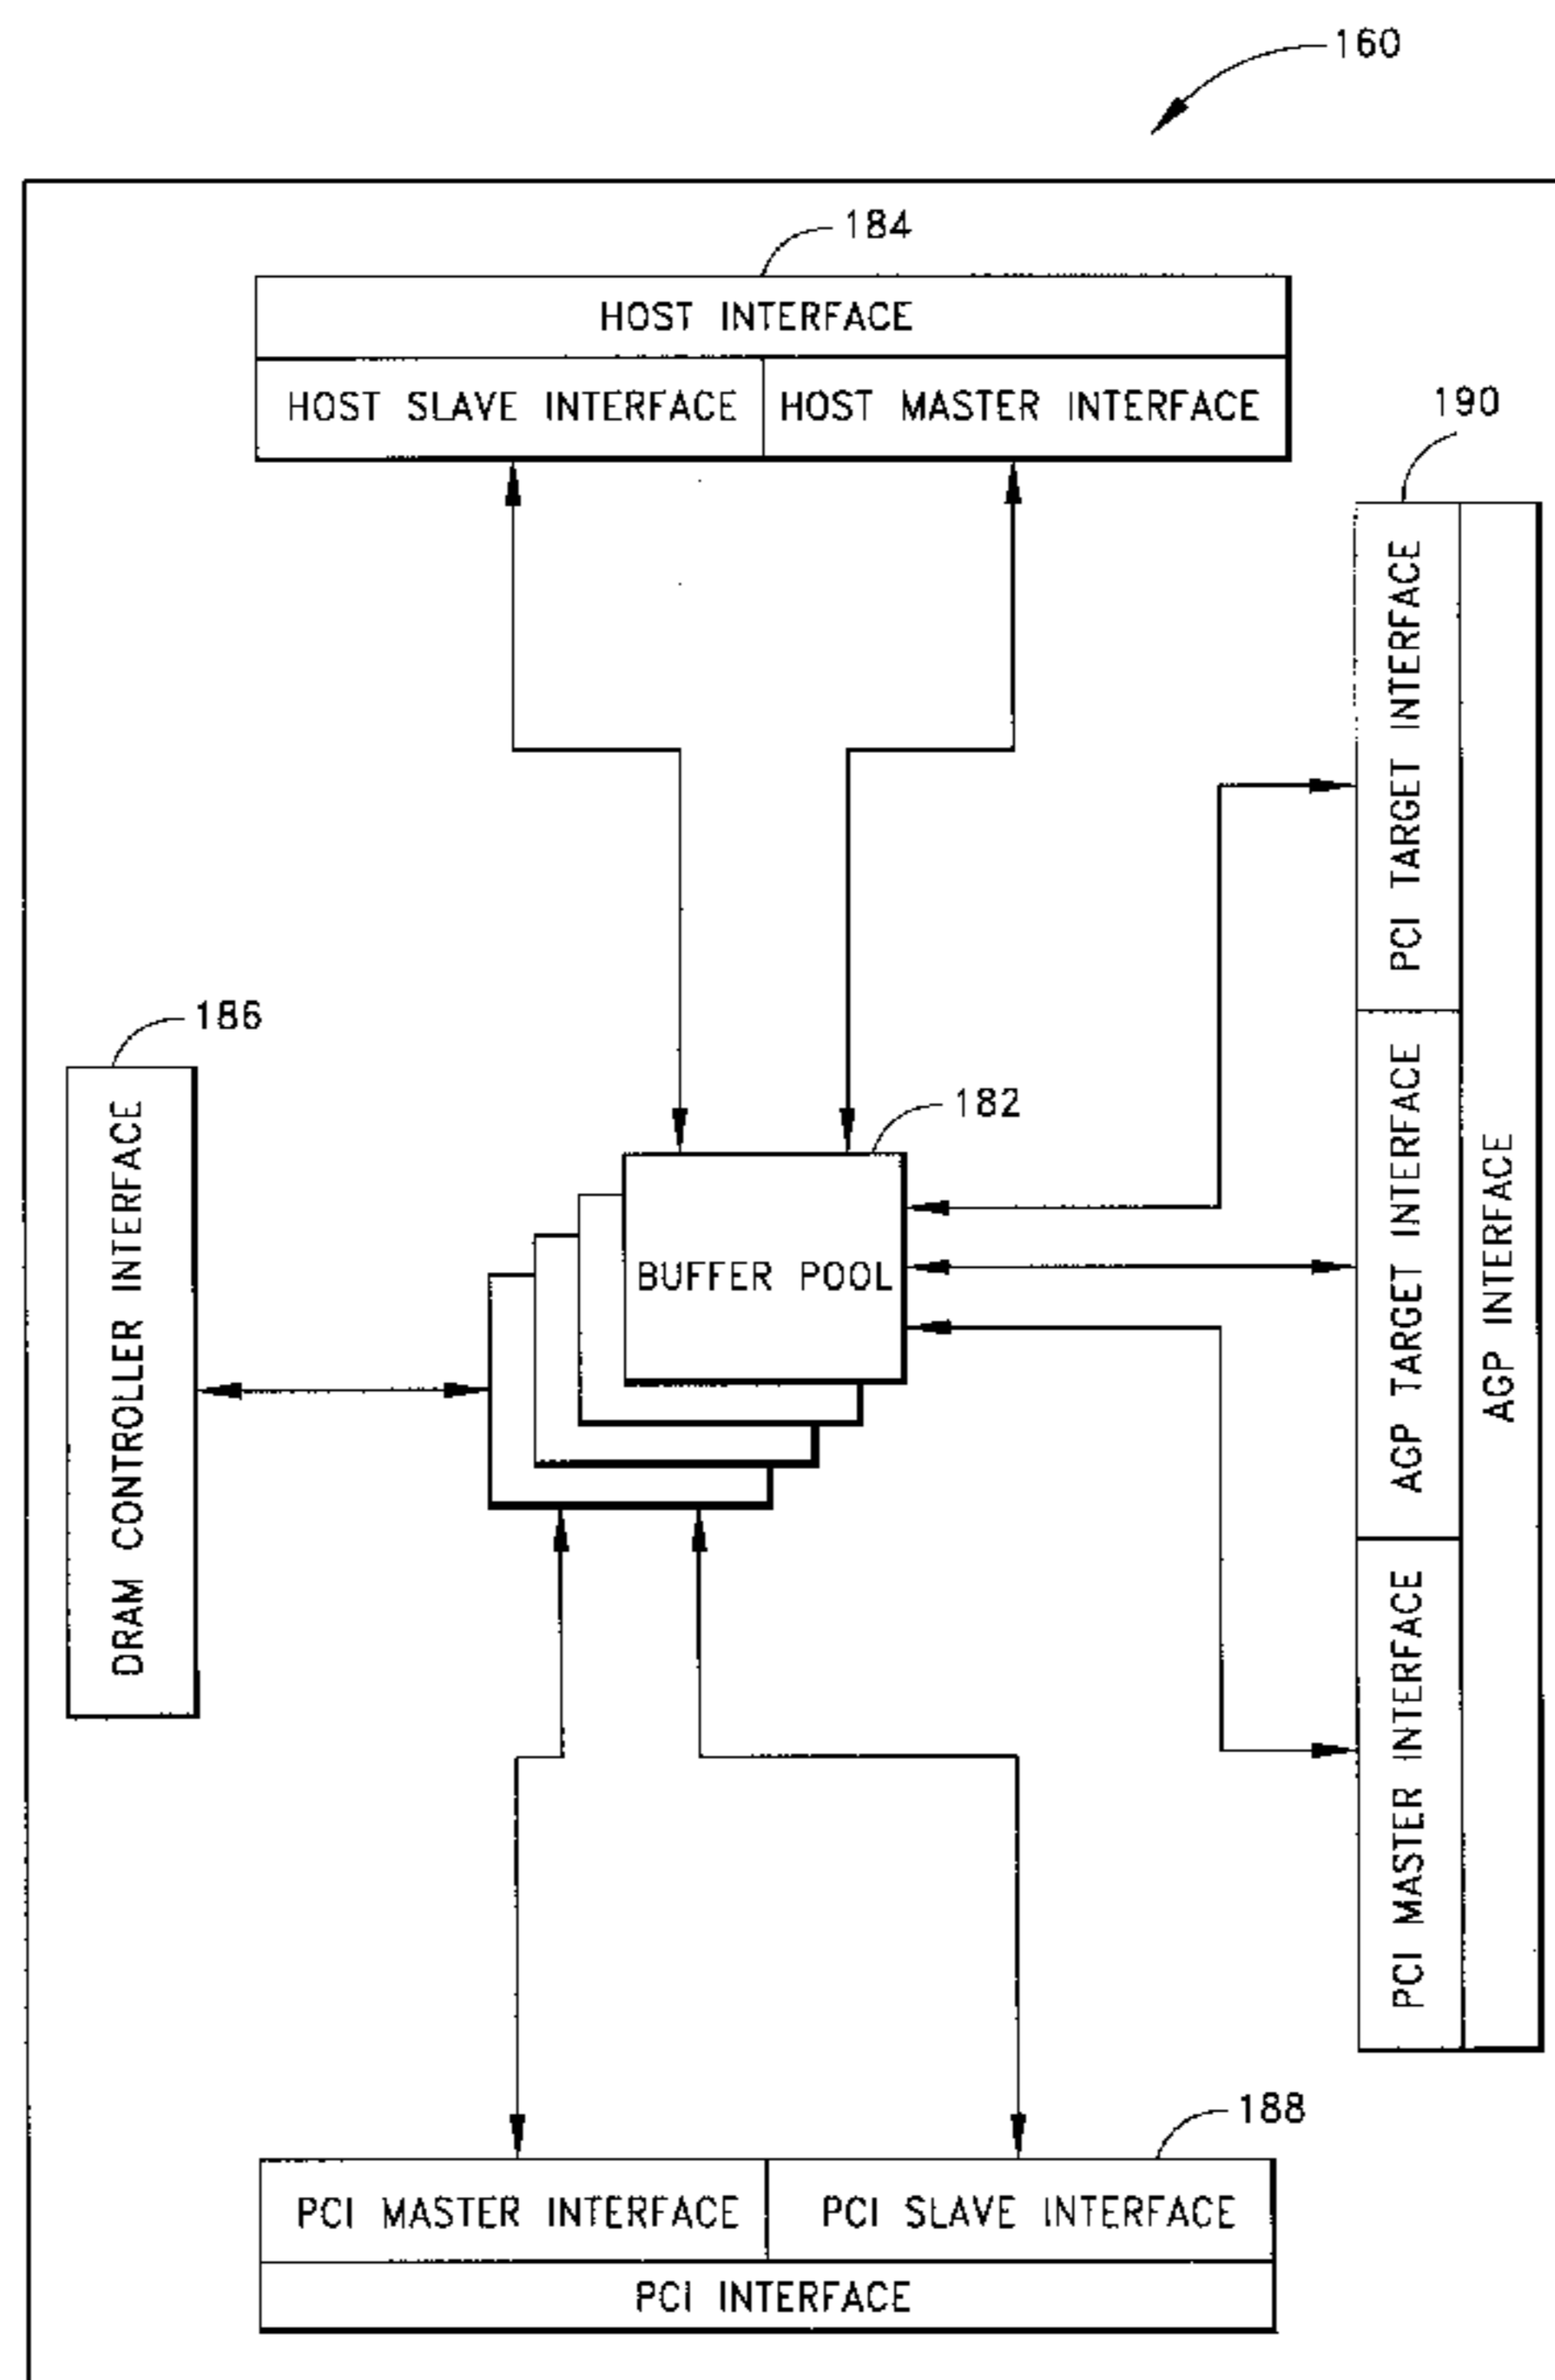 160
184
HOST INTERFACE
HOST SLAVE INTERFACE
HOST MASTER INTERFACE
190
PCI TARGET INTERFACE
AGP TARGET INTERFACE
PCI MASTER INTERFACE
AGP INTERFACE
186
DRAM CONTROLLER INTERFACE
182
BUFFER POOL
188
PCI MASTER INTERFACE
PCI SLAVE INTERFACE
PCI INTERFACE